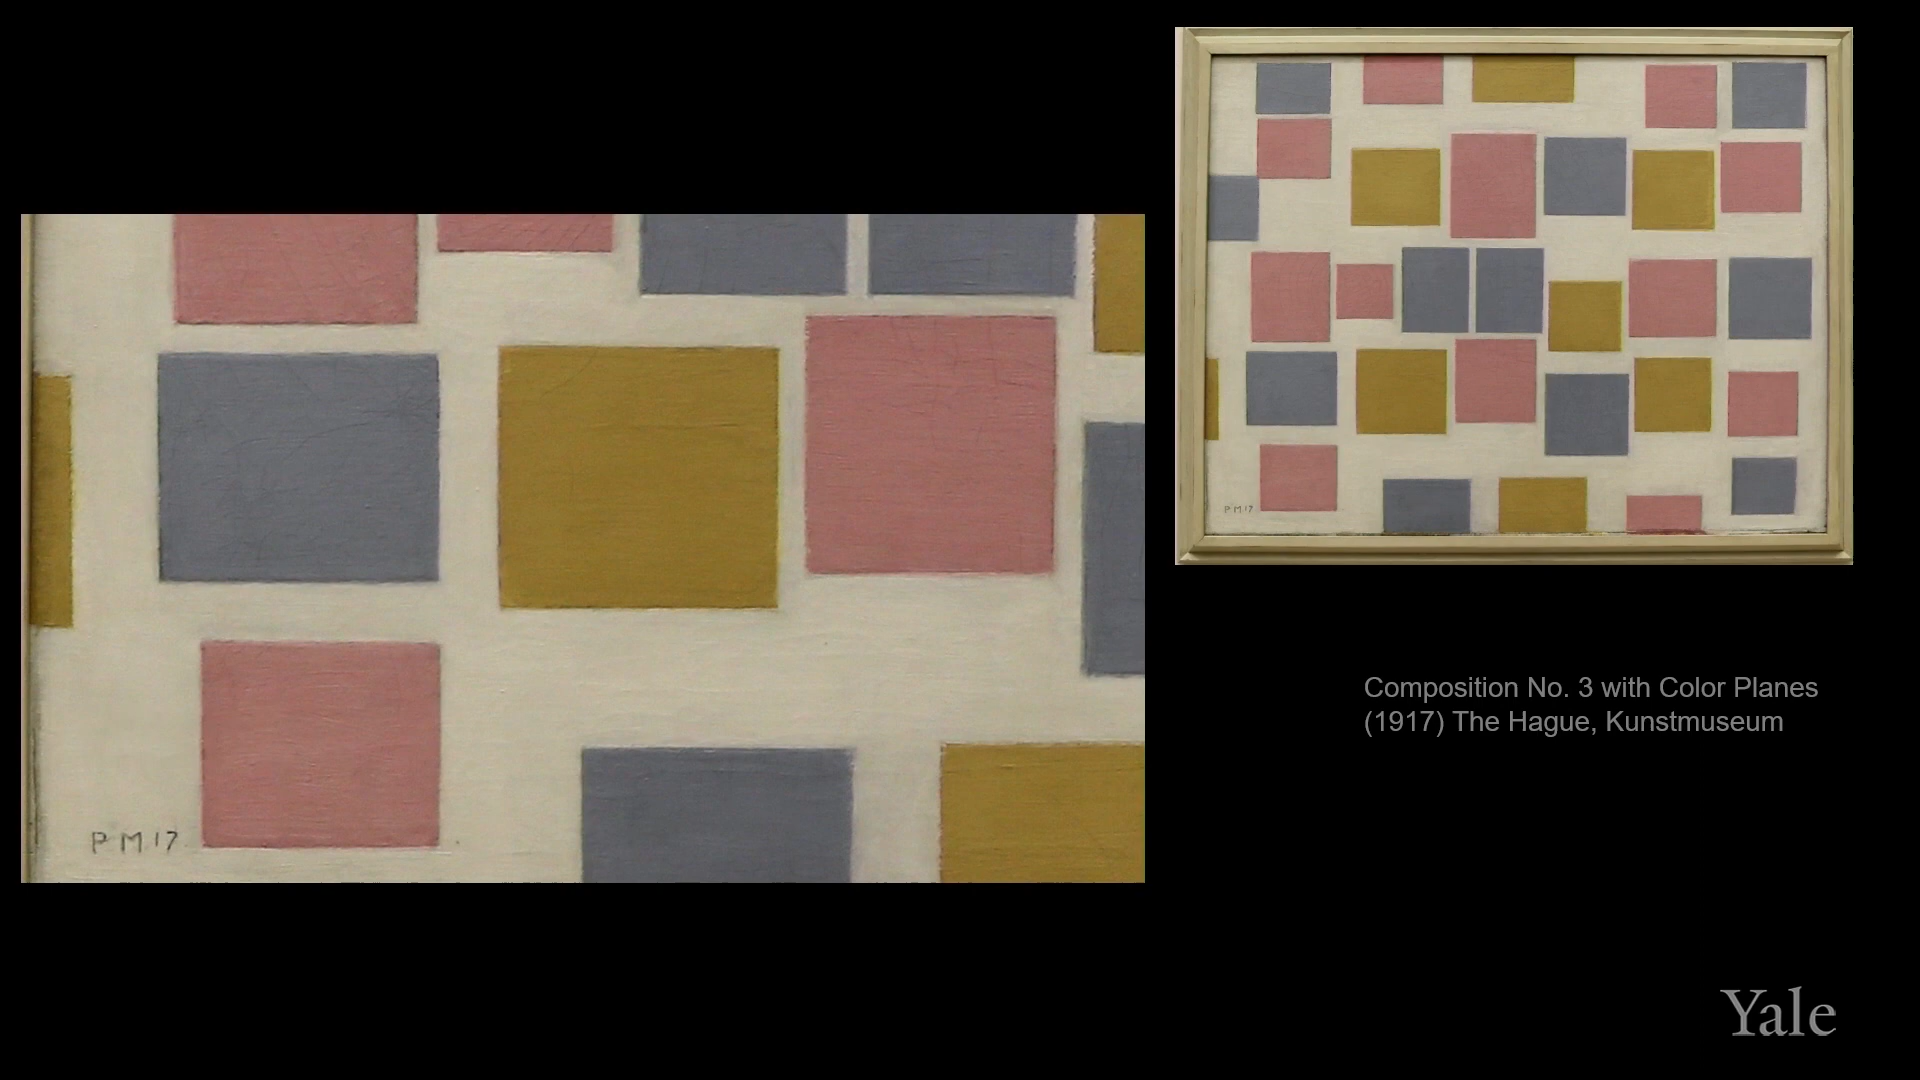 P M 17
P M 17
Composition No. 3 with Color Planes
(1917) The Hague, Kunstmuseum
Yale